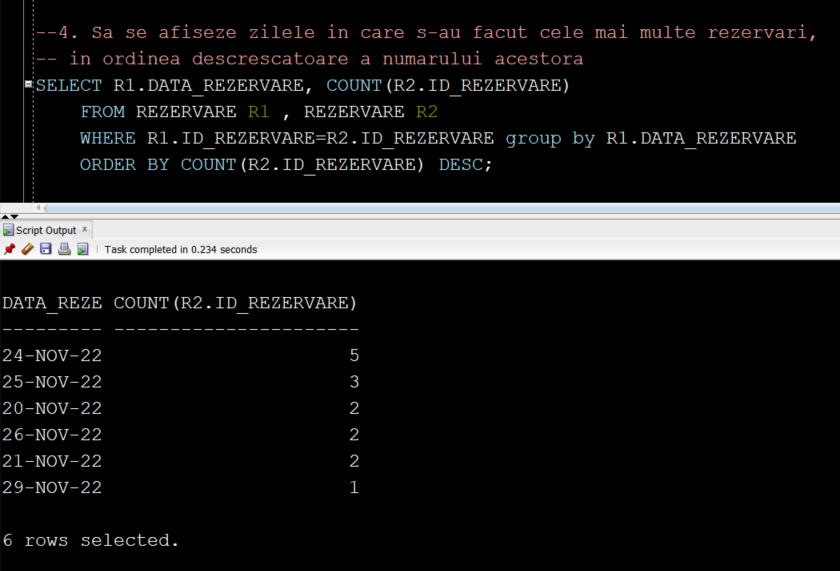 --4. Sa se afiseze zilele in care s-au facut cele mai multe rezervari,
-- in ordinea descrescatoare a numarului acestora
SELECT R1.DATA_REZERVARE, COUNT(R2.ID_REZERVARE)
FROM REZERVARE R1 , REZERVARE R2
WHERE R1.ID_REZERVARE=R2.ID_REZERVARE group by R1.DATA_REZERVARE
ORDER BY COUNT(R2.ID_REZERVARE) DESC;
Script Output x
Task completed in 0.234 seconds
DATA_REZE COUNT(R2.ID_REZERVARE)
--------- ----------------------
24-NOV-22 5
25-NOV-22 3
20-NOV-22 2
26-NOV-22 2
21-NOV-22 2
29-NOV-22 1
6 rows selected.